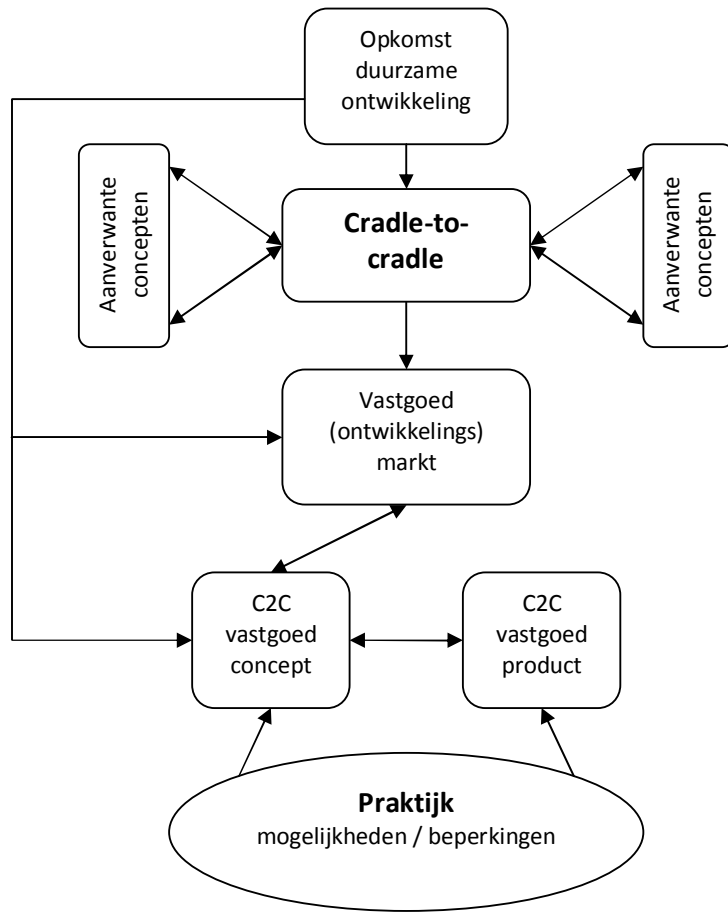 Opkomst
duurzame
ontwikkeling
Aanverwante
concepten
Cradle-to-
cradle
Aanverwante
concepten
Vastgoed
(ontwikkelings)
markt
C2C
vastgoed
concept
C2C
vastgoed
product
Praktijk
mogelijkheden / beperkingen